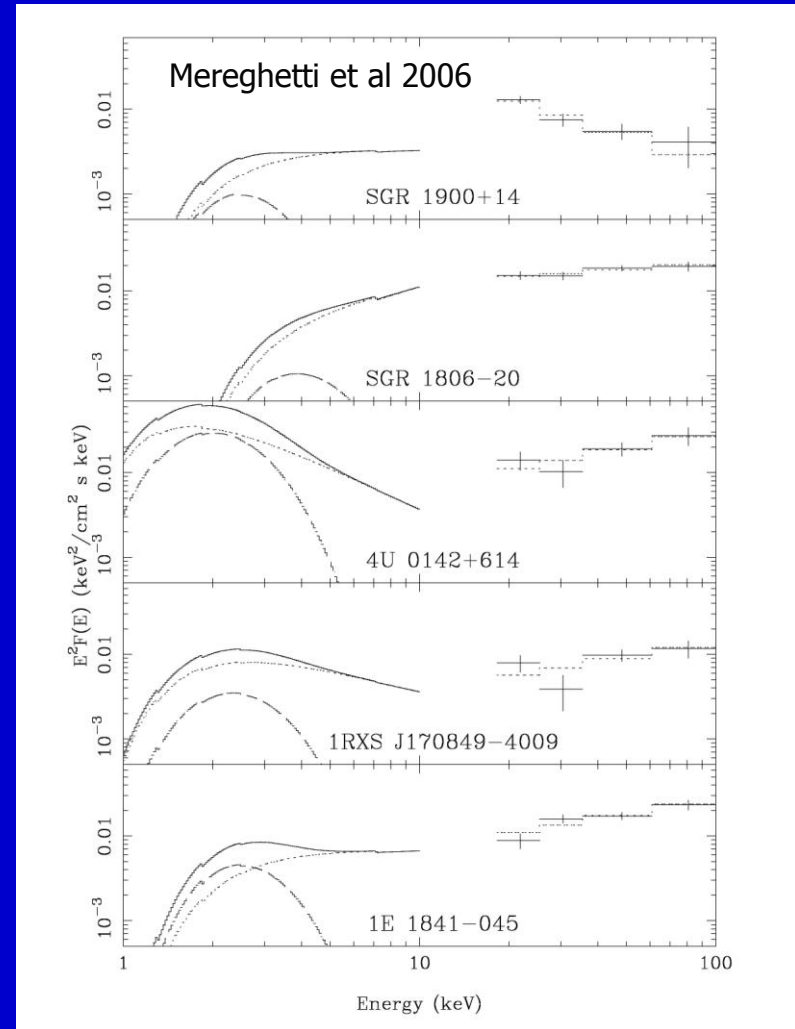 Mereghetti et al 2006
0.01
10⁻³
SGR 1900+14
0.01
10⁻³
SGR 1806−20
0.01
10⁻³
4U 0142+614
0.01
10⁻³
1RXS J170849−4009
0.01
10⁻³
1E 1841−045
E²F(E) (keV²/cm² s keV)
1 10 100
Energy (keV)